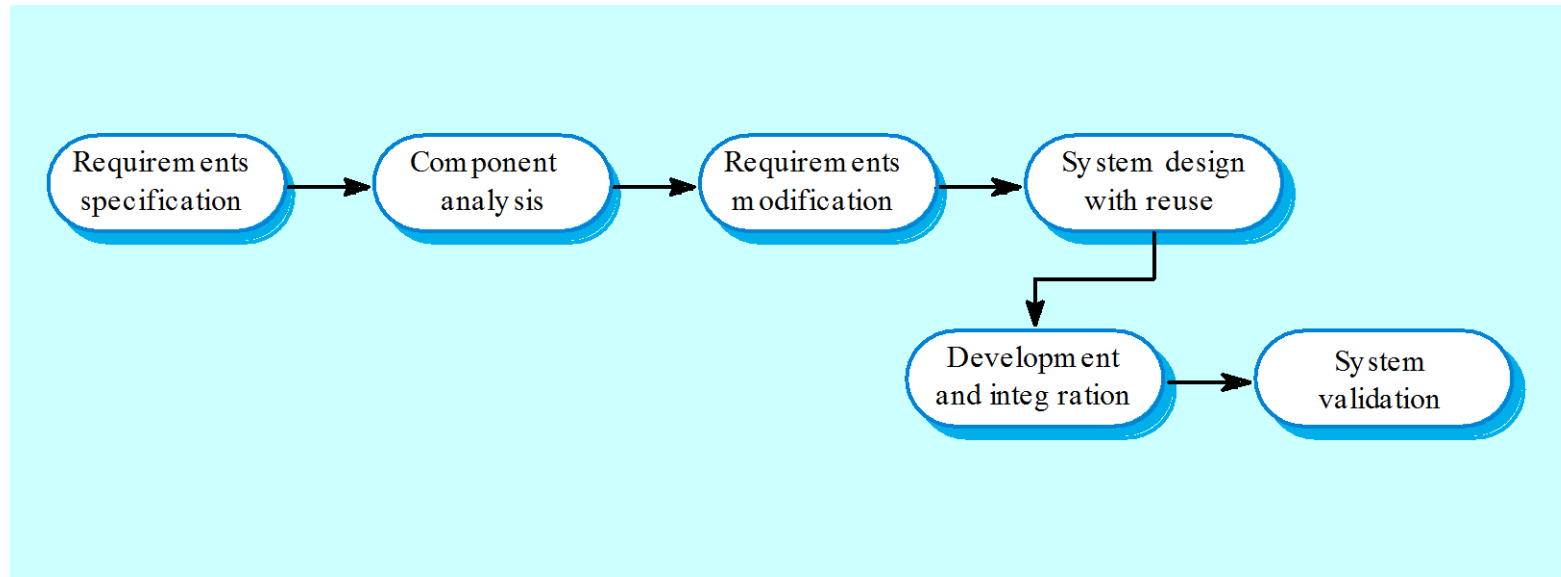 Requirements
specification
Component
analysis
Requirements
modification
System design
with reuse
Development
and integration
System
validation